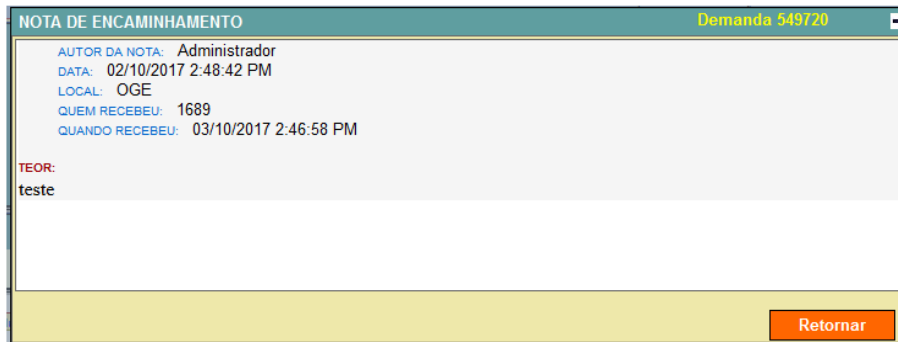 NOTA DE ENCAMINHAMENTO Demanda 549720
AUTOR DA NOTA: Administrador
DATA: 02/10/2017 2:48:42 PM
LOCAL: OGE
QUEM RECEBEU: 1689
QUANDO RECEBEU: 03/10/2017 2:46:58 PM
TEOR:
teste
Retornar